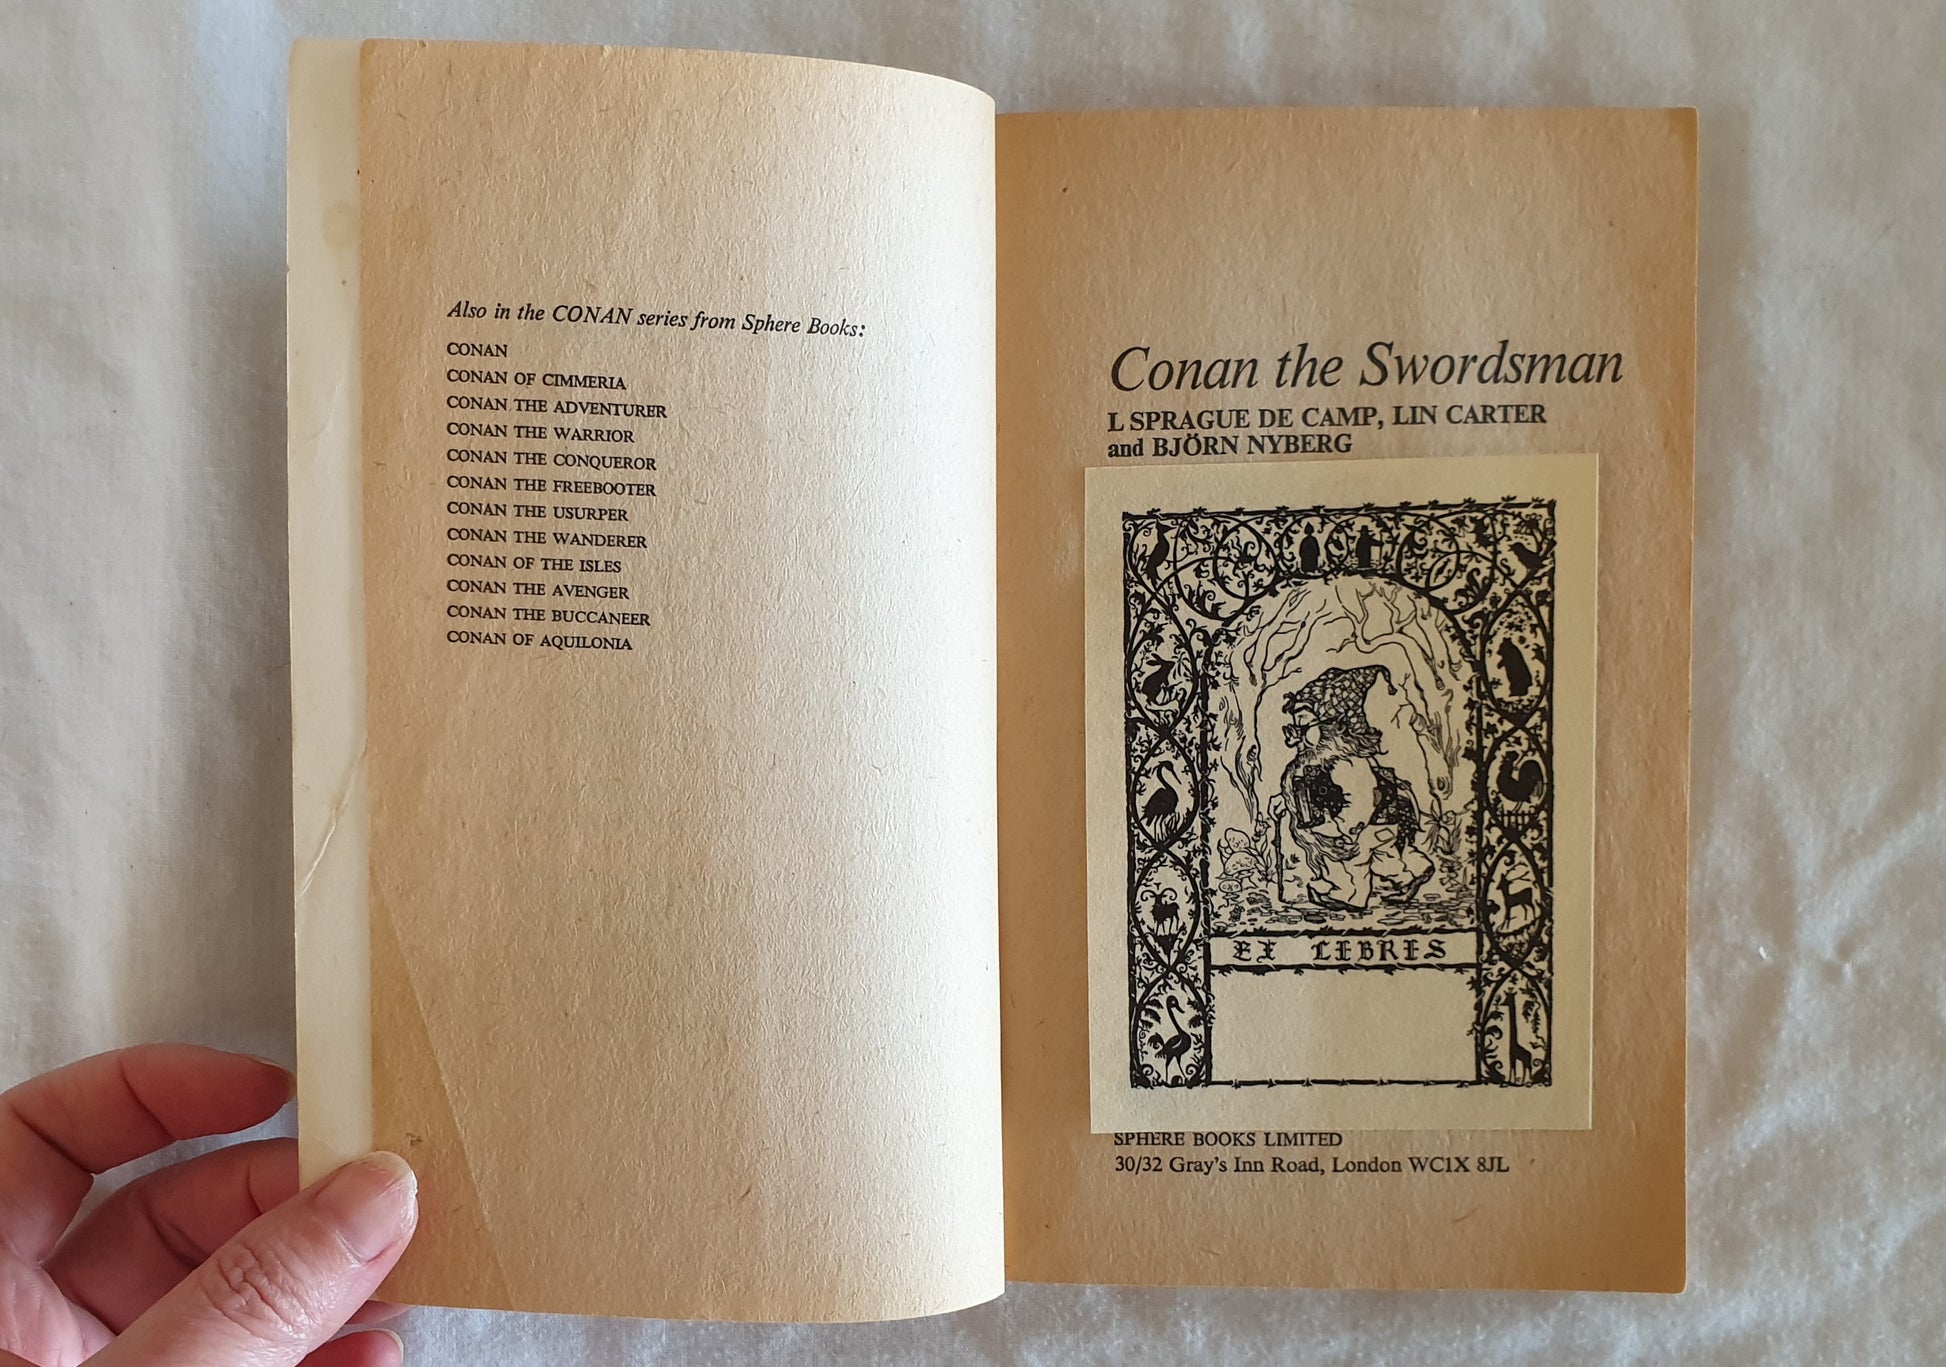 Also in the CONAN series from Sphere Books:
CONAN
CONAN OF CIMMERIA
CONAN THE ADVENTURER
CONAN THE WARRIOR
CONAN THE CONQUEROR
CONAN THE FREEBOOTER
CONAN THE USURPER
CONAN THE WANDERER
CONAN OF THE ISLES
CONAN THE AVENGER
CONAN THE BUCCANEER
CONAN OF AQUILONIA
Conan the Swordsman
L SPRAGUE DE CAMP, LIN CARTER
and BJÖRN NYBERG
EX LIBRIS
SPHERE BOOKS LIMITED
30/32 Gray's Inn Road, London WC1X 8JL